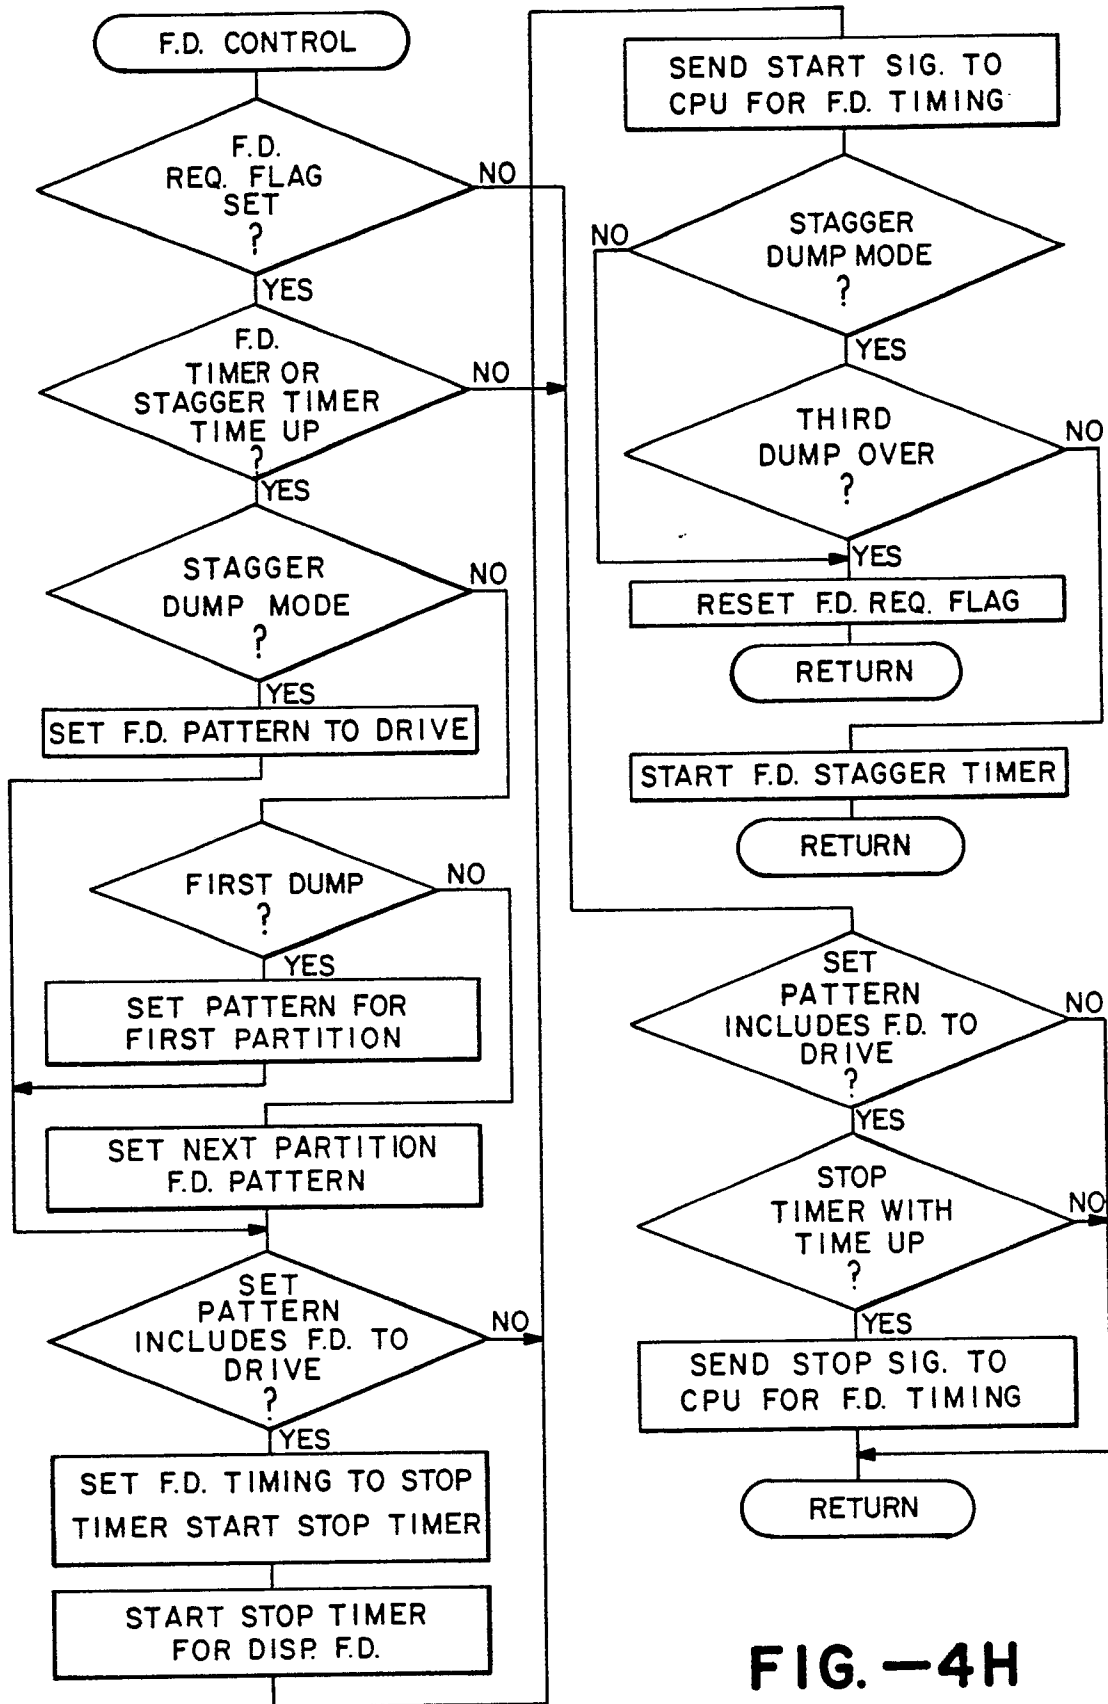 F.D. CONTROL
F.D.
REQ. FLAG
SET
?
NO
YES
F.D.
TIMER OR
STAGGER TIMER
TIME UP
?
NO
YES
STAGGER
DUMP MODE
?
NO
YES
SET F.D. PATTERN TO DRIVE
FIRST DUMP
?
NO
YES
SET PATTERN FOR
FIRST PARTITION
SET NEXT PARTITION
F.D. PATTERN
SET
PATTERN
INCLUDES F.D. TO
DRIVE
?
NO
YES
SET F.D. TIMING TO STOP
TIMER START STOP TIMER
START STOP TIMER
FOR DISP. F.D.
SEND START SIG. TO
CPU FOR F.D. TIMING
STAGGER
DUMP MODE
?
NO
YES
THIRD
DUMP OVER
?
NO
YES
RESET F.D. REQ. FLAG
RETURN
START F.D. STAGGER TIMER
RETURN
SET
PATTERN
INCLUDES F.D. TO
DRIVE
?
NO
YES
STOP
TIMER WITH
TIME UP
?
NO
YES
SEND STOP SIG. TO
CPU FOR F.D. TIMING
RETURN
FIG. — 4H